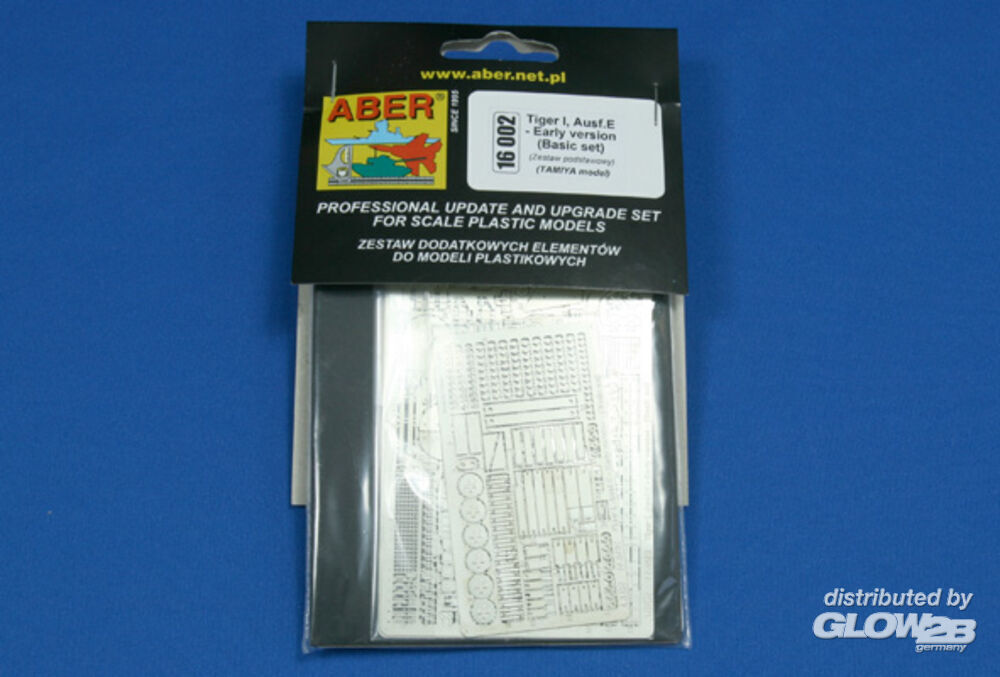 www.aber.net.pl
ABER®
SINCE 1995
16 002
Tiger I, Ausf.E
- Early version
(Basic set)
(Zestaw podstawowy)
(TAMIYA model)
PROFESSIONAL UPDATE AND UPGRADE SET
FOR SCALE PLASTIC MODELS
ZESTAW DODATKOWYCH ELEMENTÓW
DO MODELI PLASTIKOWYCH
distributed by
GLOW2B
germany